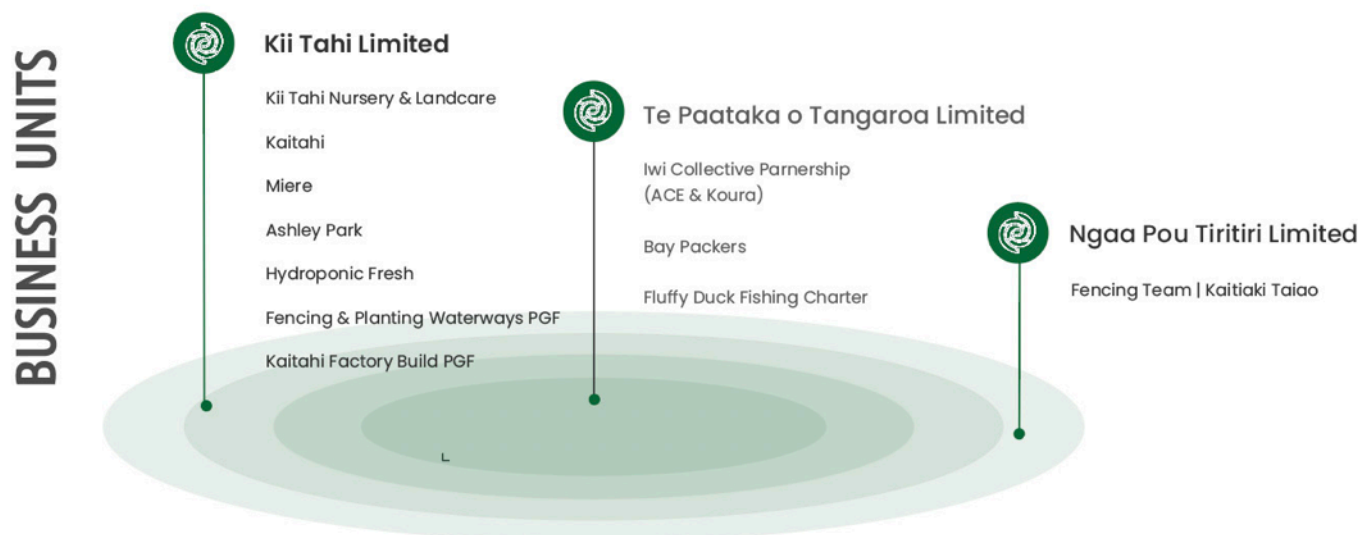 BUSINESS UNITS
Kii Tahi Limited
Kii Tahi Nursery & Landcare
Kaitahi
Miere
Ashley Park
Hydroponic Fresh
Fencing & Planting Waterways PGF
Kaitahi Factory Build PGF
Te Paataka o Tangaroa Limited
Iwi Collective Parnership
(ACE & Koura)
Bay Packers
Fluffy Duck Fishing Charter
Ngaa Pou Tiritiri Limited
Fencing Team | Kaitiaki Taiao